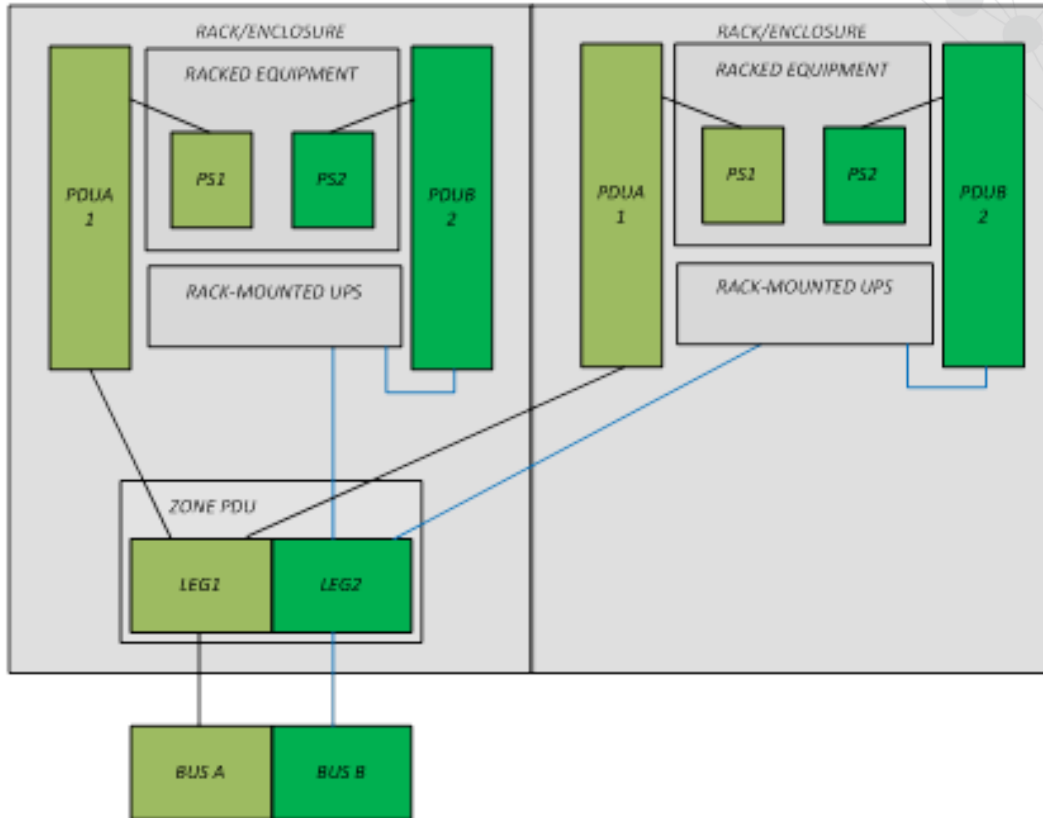 RACK/ENCLOSURE
RACKED EQUIPMENT
PDUA
1
PS1
PS2
PDUB
2
RACK-MOUNTED UPS
RACK/ENCLOSURE
RACKED EQUIPMENT
PDUA
1
PS1
PS2
PDUB
2
RACK-MOUNTED UPS
ZONE PDU
LEG1
LEG2
BUS A
BUS B